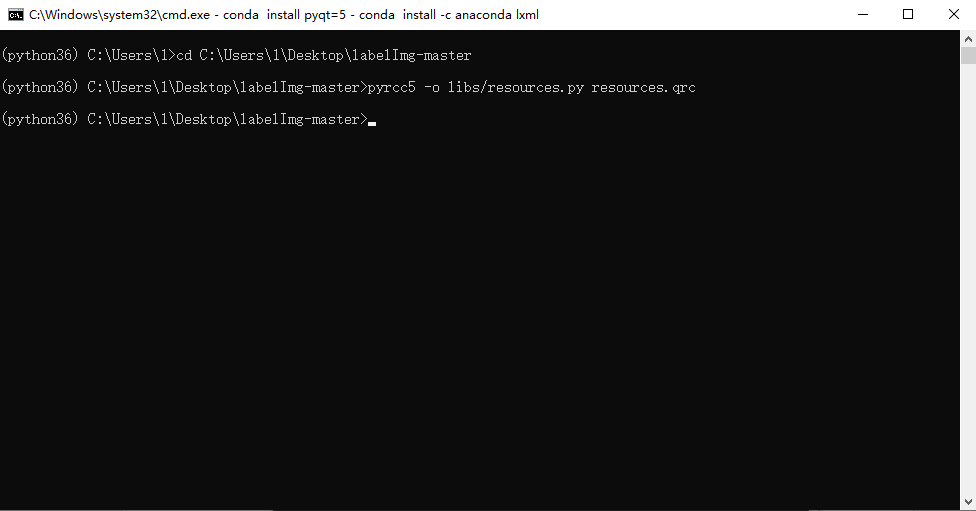 C:\Windows\system32\cmd.exe - conda  install pyqt=5 - conda  install -c anaconda lxml
(python36) C:\Users\1>cd C:\Users\1\Desktop\labelImg-master
(python36) C:\Users\1\Desktop\labelImg-master>pyrcc5 -o libs/resources.py resources.qrc
(python36) C:\Users\1\Desktop\labelImg-master>